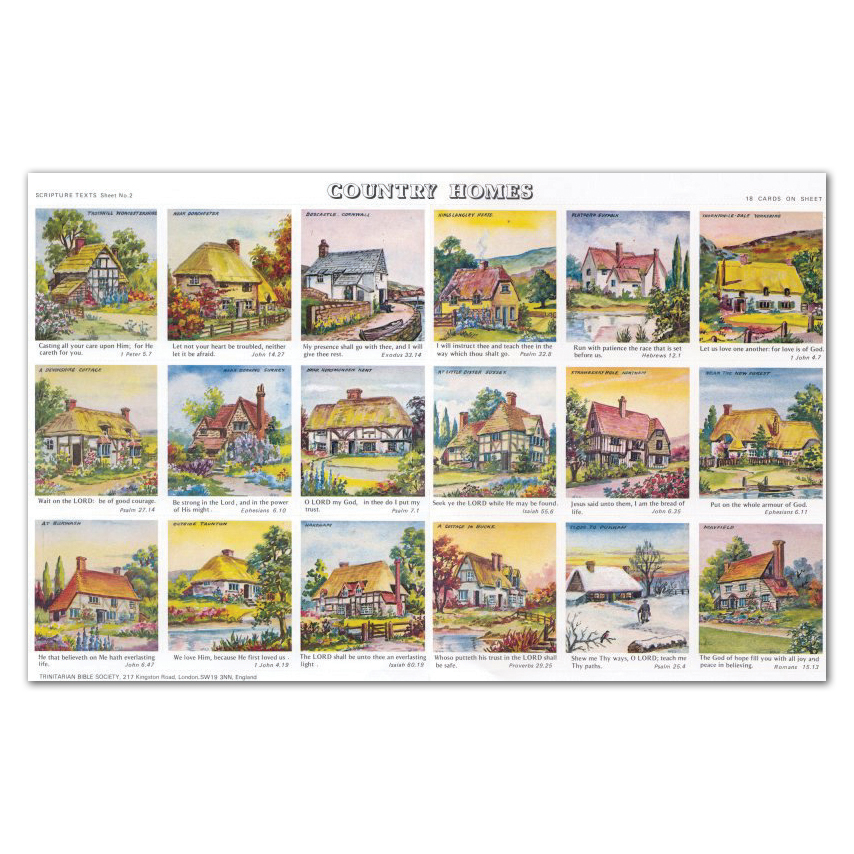 COUNTRY HOMES
SCRIPTURE TEXTS Sheet No.2
18 CARDS ON SHEET
NEAR DORCHESTER
BOSCASTLE, CORNWALL
THORNTON-LE-DALE YORKSHIRE
Casting all your care upon Him; for He
careth for you.
1 Peter 5.7
Let not your heart be troubled, neither
let it be afraid.
John 14.27
My presence shall go with thee, and I will
give thee rest.
Exodus 33.14
I will instruct thee and teach thee in the
way which thou shalt go.
Psalm 32.8
Run with patience the race that is set
before us.
Hebrews 12.1
Let us love one another: for love is of God.
1 John 4.7
A DEVONSHIRE COTTAGE
STRAWBERRY HOLE, NORTHIAM
NEAR THE NEW FOREST
Wait on the LORD: be of good courage.
Psalm 27.14
Be strong in the Lord, and in the power
of His might.
Ephesians 6.10
O LORD my God, in thee do I put my
trust.
Psalm 7.1
Seek ye the LORD while He may be found.
Isaiah 55.6
Jesus said unto them, I am the bread of
life.
John 6.35
Put on the whole armour of God.
Ephesians 6.11
AT BURWASH
OUTSIDE TAUNTON
A COTTAGE IN BUCKS.
MAYFIELD
He that believeth on Me hath everlasting
life.
John 6.47
We love Him, because He first loved us.
1 John 4.19
The LORD shall be unto thee an everlasting
light.
Isaiah 60.19
Whoso putteth his trust in the LORD shall
be safe.
Proverbs 29.25
Shew me Thy ways, O LORD; teach me
Thy paths.
Psalm 25.4
The God of hope fill you with all joy and
peace in believing.
Romans 15.13
TRINITARIAN BIBLE SOCIETY, 217 Kingston Road, London, SW19 3NN, England